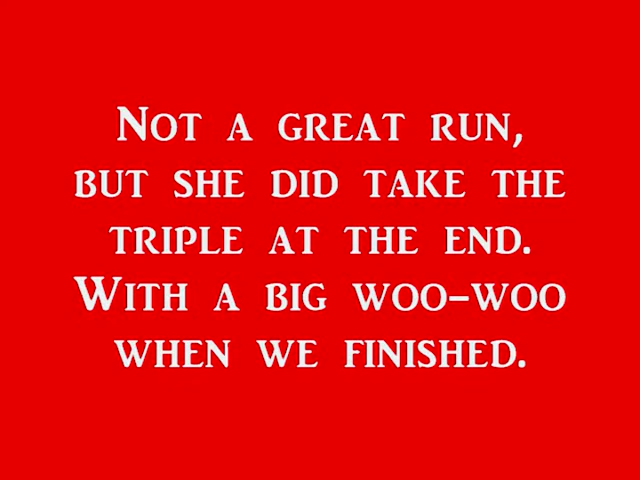 Not a great run,
but she did take the
triple at the end.
With a big woo-woo
when we finished.